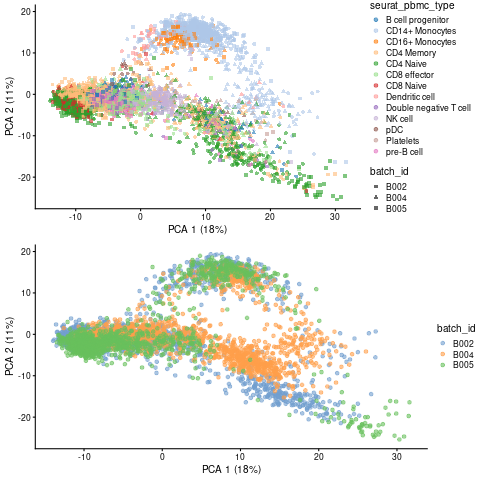 seurat_pbmc_type
B cell progenitor
CD14+ Monocytes
CD16+ Monocytes
CD4 Memory
CD4 Naive
CD8 effector
CD8 Naive
Dendritic cell
Double negative T cell
NK cell
pDC
Platelets
pre-B cell
batch_id
B002
B004
B005
PCA 2 (11%)
20
10
0
-10
-20
-10
0
10
20
30
PCA 1 (18%)
PCA 2 (11%)
20
10
0
-10
-20
-10
0
10
20
30
PCA 1 (18%)
batch_id
B002
B004
B005